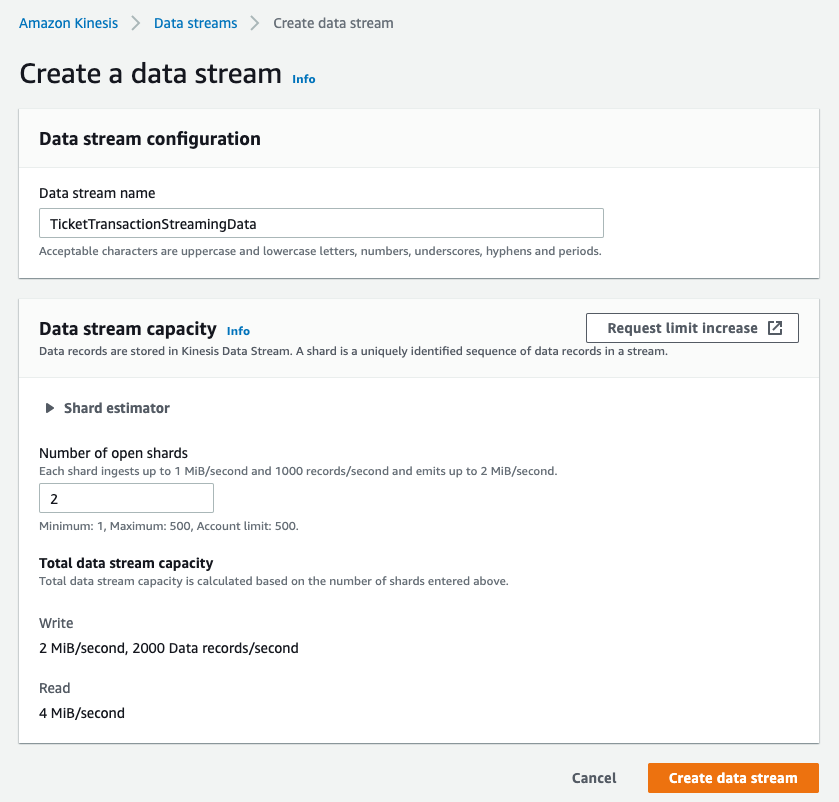 Amazon Kinesis > Data streams > Create data stream
Create a data stream Info
Data stream configuration
Data stream name
TicketTransactionStreamingData
Acceptable characters are uppercase and lowercase letters, numbers, underscores, hyphens and periods.
Data stream capacity Info
Request limit increase
Data records are stored in Kinesis Data Stream. A shard is a uniquely identified sequence of data records in a stream.
Shard estimator
Number of open shards
Each shard ingests up to 1 MiB/second and 1000 records/second and emits up to 2 MiB/second.
2
Minimum: 1, Maximum: 500, Account limit: 500.
Total data stream capacity
Total data stream capacity is calculated based on the number of shards entered above.
Write
2 MiB/second, 2000 Data records/second
Read
4 MiB/second
Cancel
Create data stream